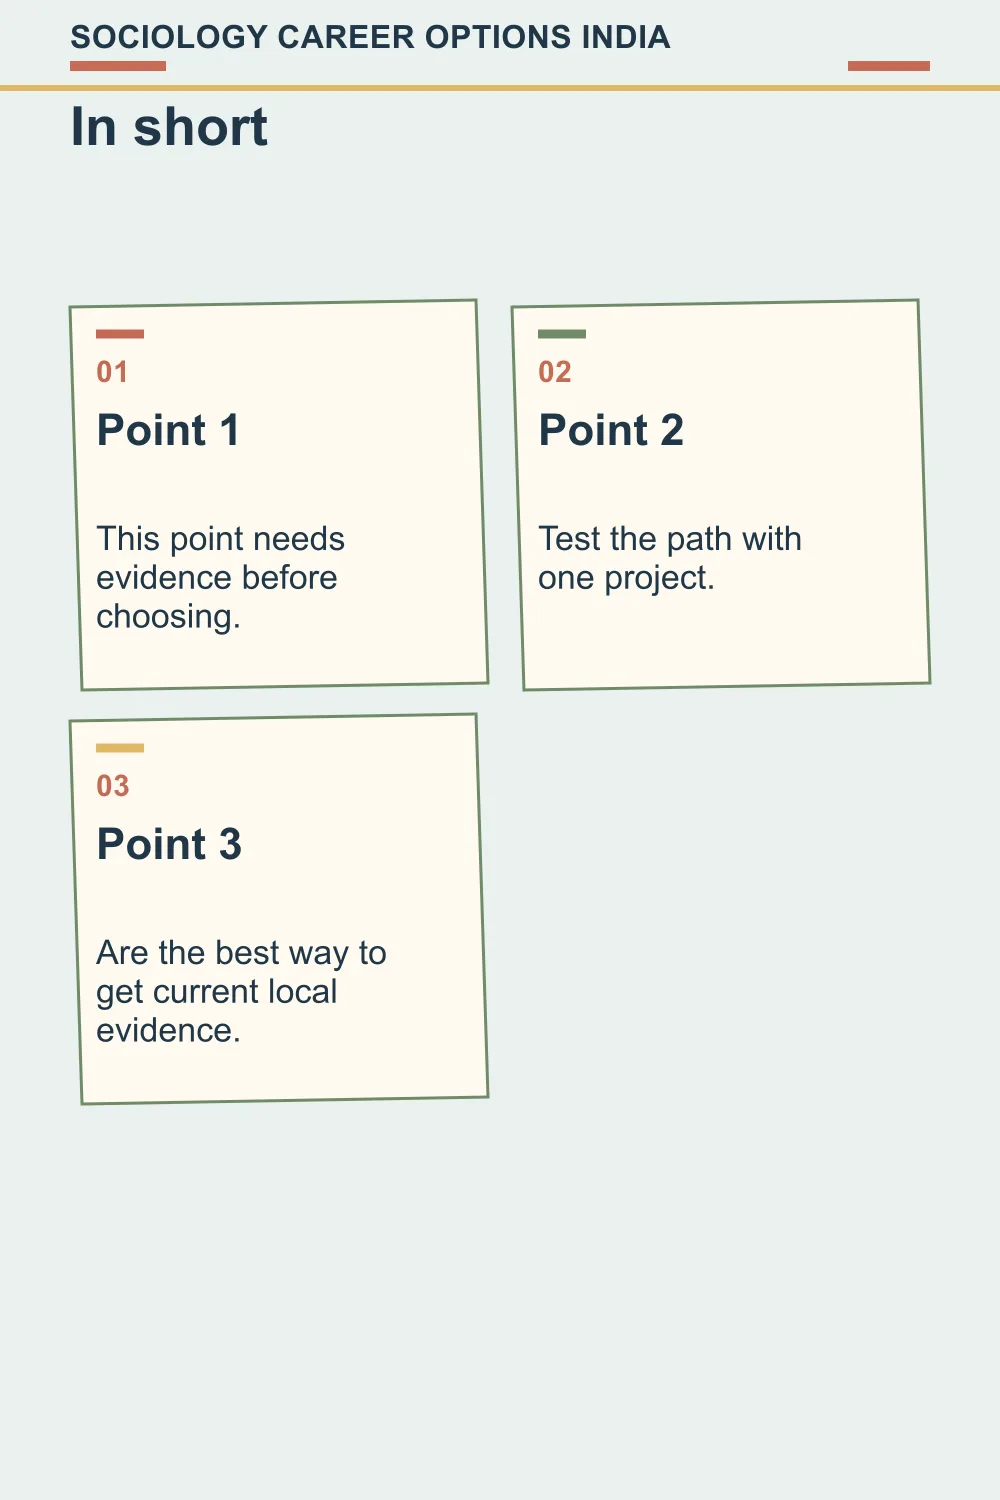 SOCIOLOGY CAREER OPTIONS INDIA
In short
01
Point 1
This point needs
evidence before
choosing.
02
Point 2
Test the path with
one project.
03
Point 3
Are the best way to
get current local
evidence.